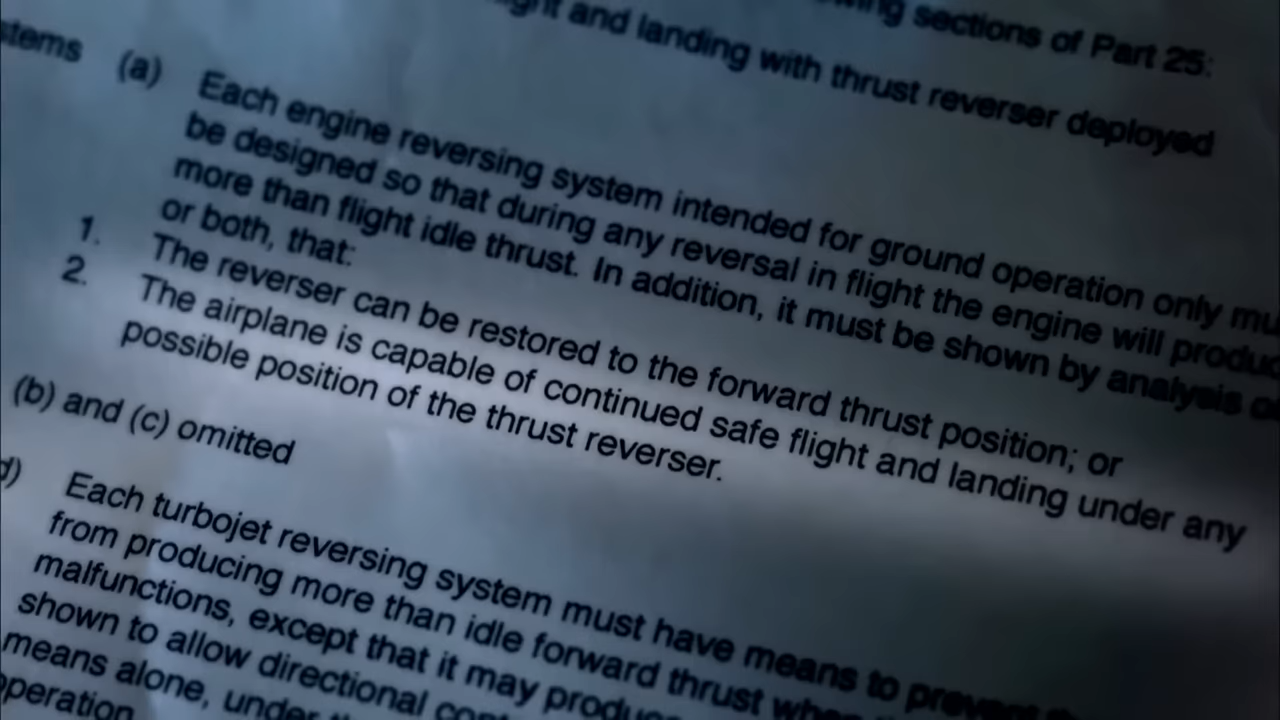 sections of Part 25:
and landing with thrust reverser deployed
(a) Each engine reversing system intended for ground operation only
be designed so that during any reversal in flight the engine will
more than flight idle thrust. In addition, it must be shown by analysis
or both, that:
1. The reverser can be restored to the forward thrust position; or
2. The airplane is capable of continued safe flight and landing under any
possible position of the thrust reverser.
(b) and (c) omitted
Each turbojet reversing system must have means to prevent
from producing more than idle forward thrust
malfunctions, except that it may
shown to allow directional
means alone, under
operation